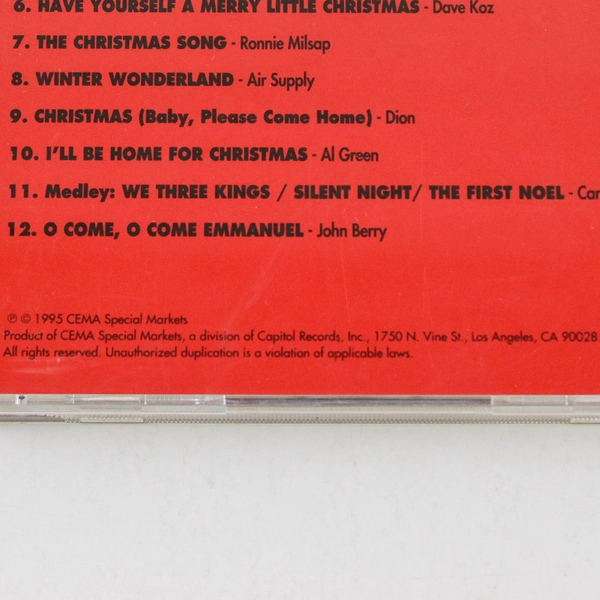 6. HAVE YOURSELF A MERRY LITTLE CHRISTMAS - Dave Koz
7. THE CHRISTMAS SONG - Ronnie Milsap
8. WINTER WONDERLAND - Air Supply
9. CHRISTMAS (Baby, Please Come Home) - Dion
10. I'LL BE HOME FOR CHRISTMAS - Al Green
11. Medley: WE THREE KINGS / SILENT NIGHT/ THE FIRST NOEL - Car
12. O COME, O COME EMMANUEL - John Berry
℗ © 1995 CEMA Special Markets
Product of CEMA Special Markets, a division of Capitol Records, Inc., 1750 N. Vine St., Los Angeles, CA 90028.
All rights reserved. Unauthorized duplication is a violation of applicable laws.